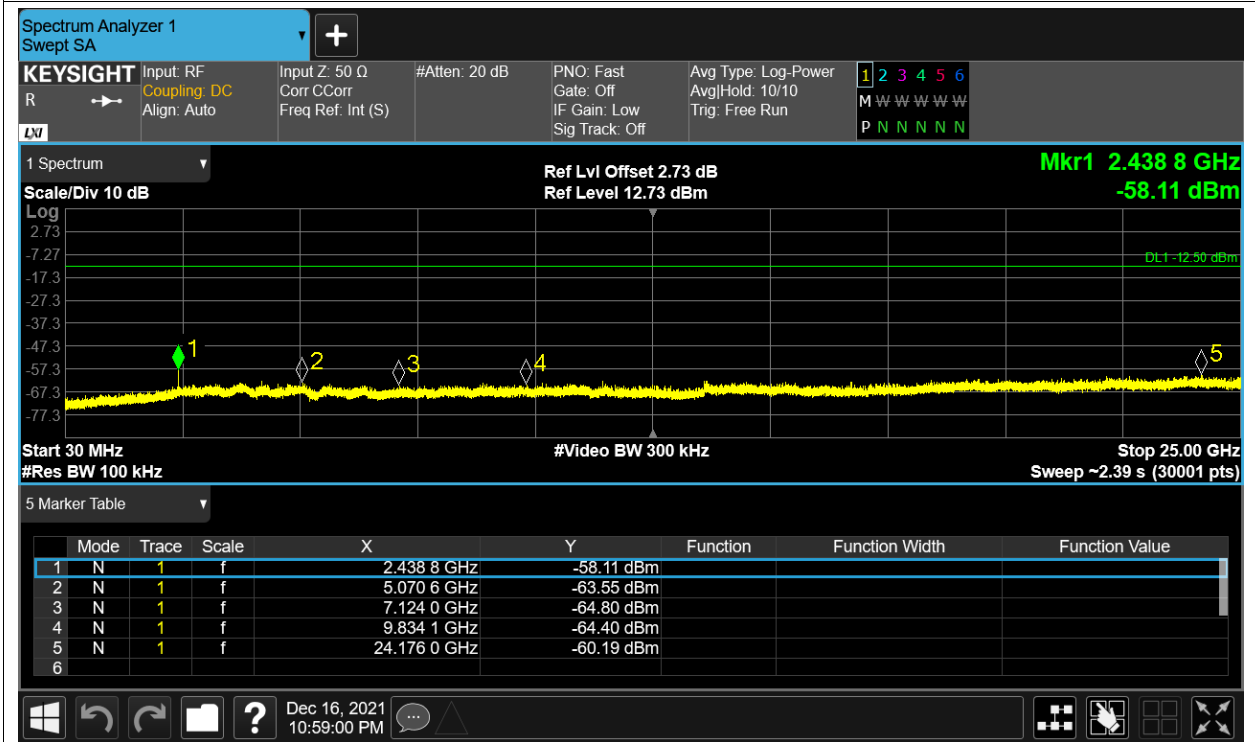 Spectrum Analyzer 1
Swept SA
KEYSIGHT
R
LXI
Input: RF
Coupling: DC
Align: Auto
Input Z: 50 Ω
Corr CCorr
Freq Ref: Int (S)
#Atten: 20 dB
PNO: Fast
Gate: Off
IF Gain: Low
Sig Track: Off
Avg Type: Log-Power
Avg|Hold: 10/10
Trig: Free Run
1 2 3 4 5 6
M W W W W W
P N N N N N
1 Spectrum
Scale/Div 10 dB
Ref Lvl Offset 2.73 dB
Ref Level 12.73 dBm
Mkr1 2.438 8 GHz
-58.11 dBm
Log
2.73
-7.27
-17.3
-27.3
-37.3
-47.3
-57.3
-67.3
-77.3
DL1 -12.50 dBm
1
2
3
4
5
Start 30 MHz
#Res BW 100 kHz
#Video BW 300 kHz
Stop 25.00 GHz
Sweep ~2.39 s (30001 pts)
5 Marker Table
Mode Trace Scale X Y Function Function Width Function Value
1 N 1 f 2.438 8 GHz -58.11 dBm
2 N 1 f 5.070 6 GHz -63.55 dBm
3 N 1 f 7.124 0 GHz -64.80 dBm
4 N 1 f 9.834 1 GHz -64.40 dBm
5 N 1 f 24.176 0 GHz -60.19 dBm
6
?
Dec 16, 2021
10:59:00 PM